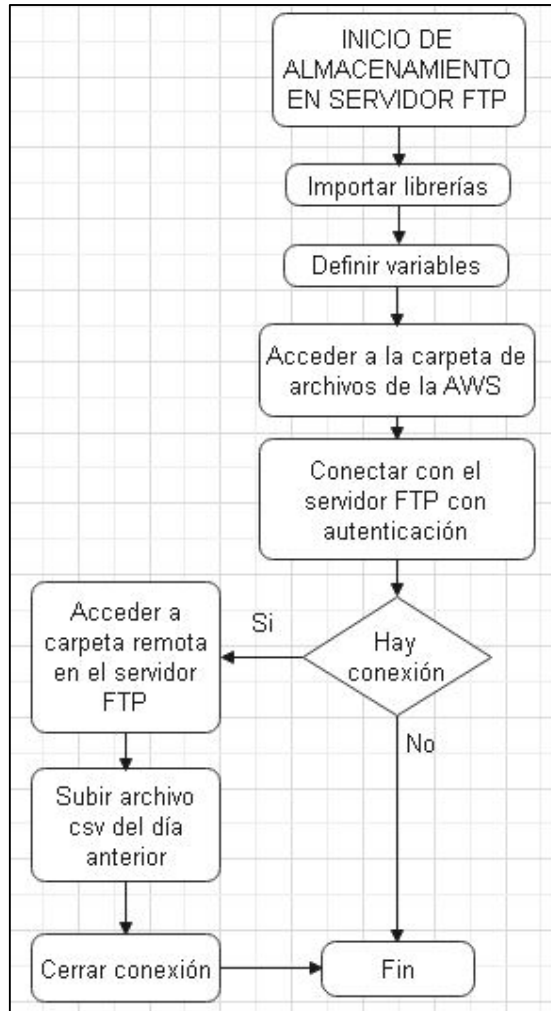 INICIO DE
ALMACENAMIENTO
EN SERVIDOR FTP
Importar librerías
Definir variables
Acceder a la carpeta de
archivos de la AWS
Conectar con el
servidor FTP con
autenticación
Hay
conexión
Si
No
Acceder a
carpeta remota
en el servidor
FTP
Subir archivo
csv del día
anterior
Cerrar conexión
Fin